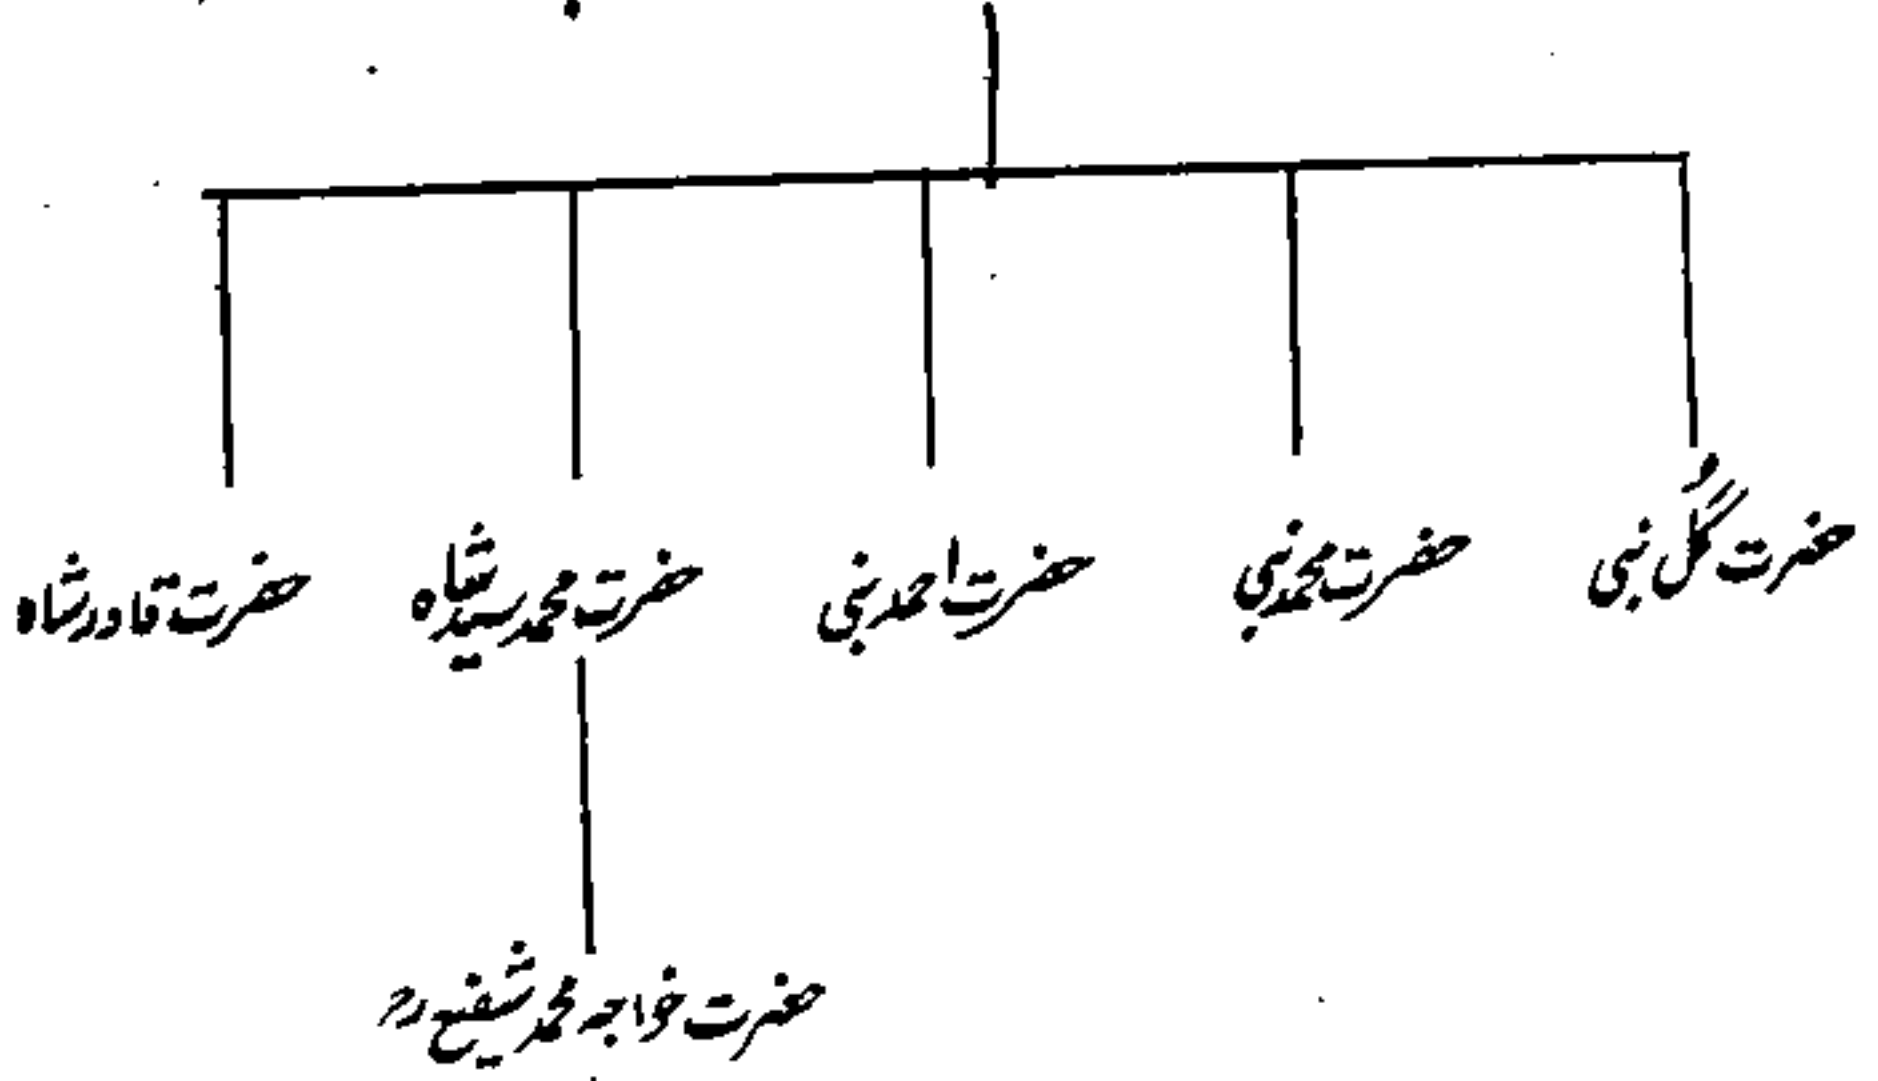 حضرت گُل نبی
حضرت محمد نبی
حضرت احمد نبی
حضرت محمد سید شاہ
حضرت قادر شاہ
حضرت خواجہ محمد شفیع رح